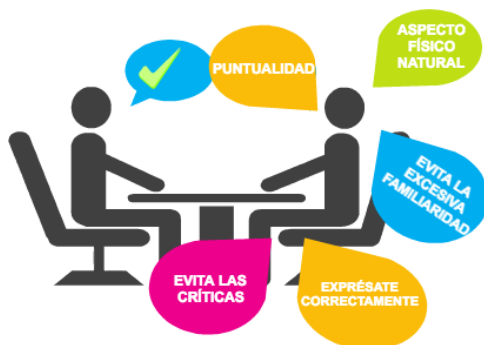 PUNTUALIDAD
ASPECTO
FÍSICO
NATURAL
EVITA LA
EXCESIVA
FAMILIARIDAD
EVITA LAS
CRÍTICAS
EXPRÉSATE
CORRECTAMENTE